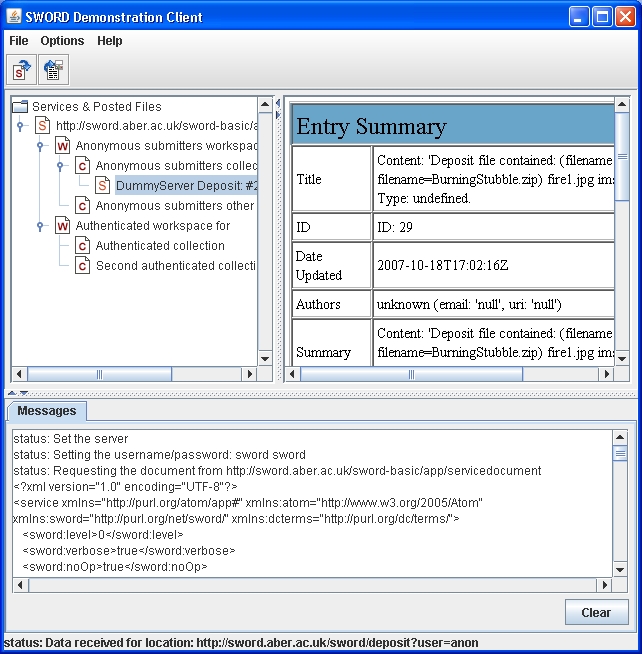 SWORD Demonstration Client
File Options Help
Services & Posted Files
S http://sword.aber.ac.uk/sword-basic/a
W Anonymous submitters workspac
C Anonymous submitters collec
S DummyServer Deposit: #2
C Anonymous submitters other
W Authenticated workspace for
C Authenticated collection
C Second authenticated collecti
Entry Summary
Title
Content: 'Deposit file contained: (filename
filename=BurningStubble.zip) fire1.jpg ims
Type: undefined.
ID
ID: 29
Date
Updated
2007-10-18T17:02:16Z
Authors
unknown (email: 'null', uri: 'null')
Summary
Content: 'Deposit file contained: (filename
filename=BurningStubble.zip) fire1.jpg ims
Messages
status: Set the server
status: Setting the username/password: sword sword
status: Requesting the document from http://sword.aber.ac.uk/sword-basic/app/servicedocument
<?xml version="1.0" encoding="UTF-8"?>
<service xmlns="http://purl.org/atom/app#" xmlns:atom="http://www.w3.org/2005/Atom"
xmlns:sword="http://purl.org/net/sword/" xmlns:dcterms="http://purl.org/dc/terms/">
<sword:level>0</sword:level>
<sword:verbose>true</sword:verbose>
<sword:noOp>true</sword:noOp>
Clear
status: Data received for location: http://sword.aber.ac.uk/sword/deposit?user=anon